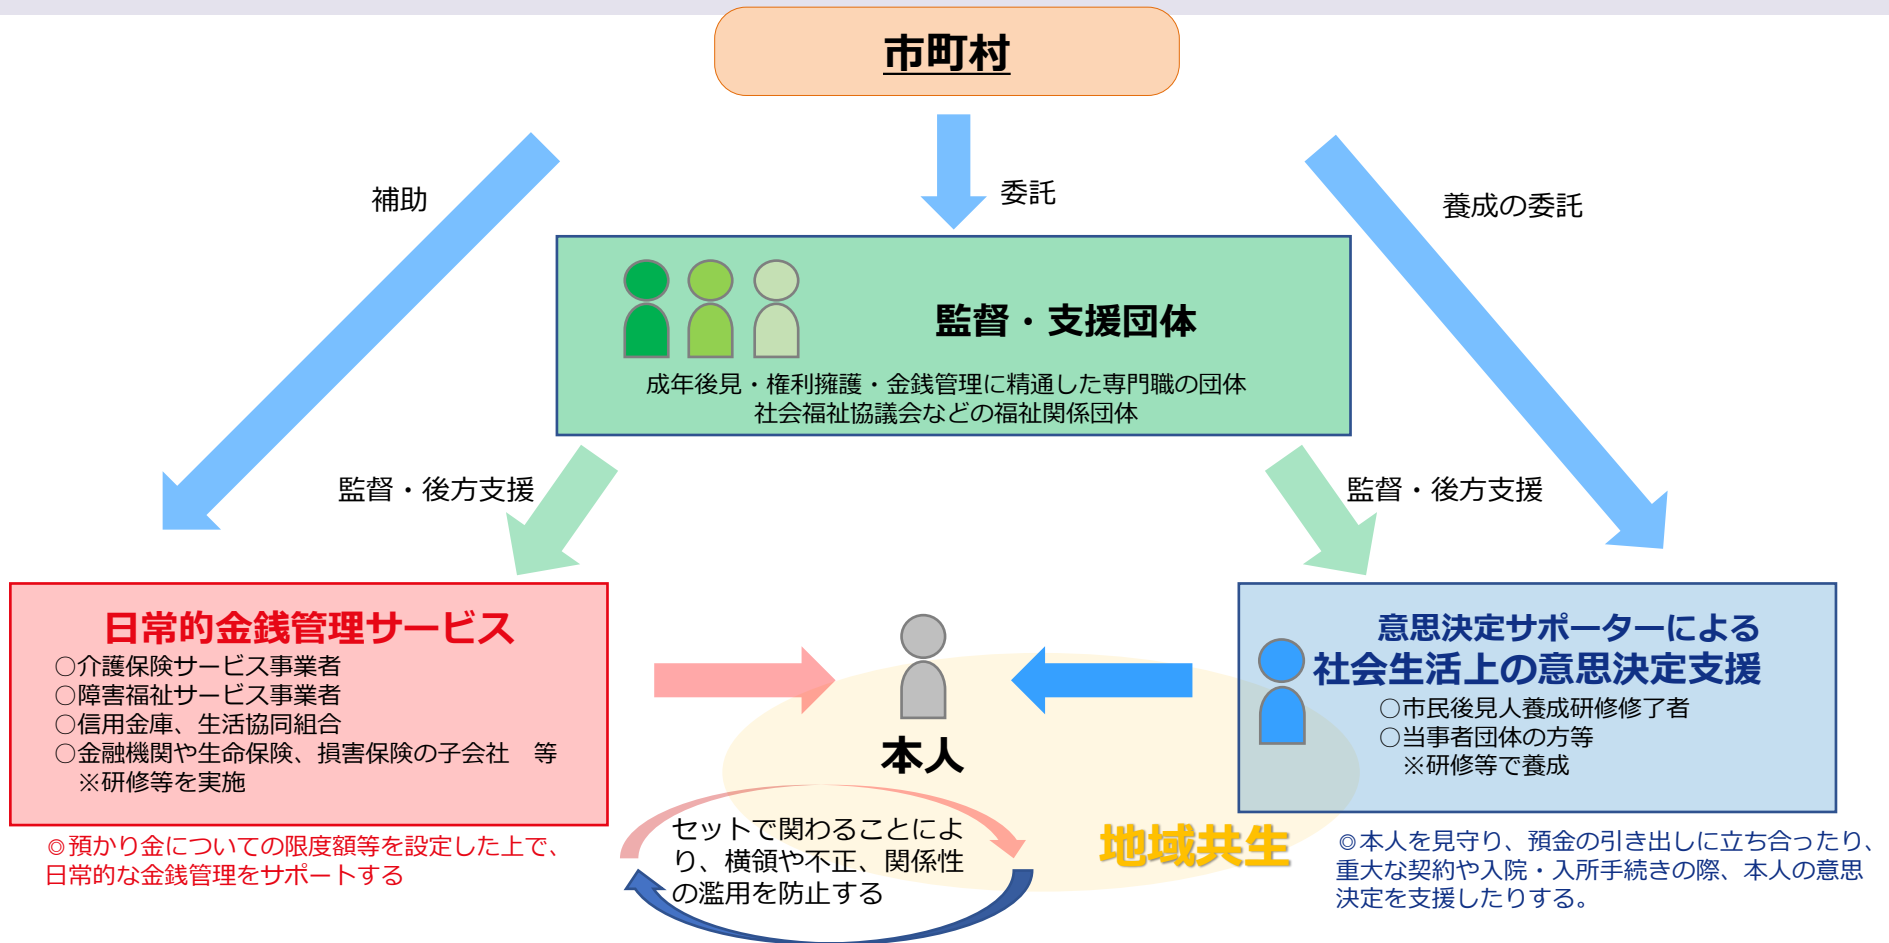 市町村
補助
委託
養成の委託
監督・支援団体
成年後見・権利擁護・金銭管理に精通した専門職の団体
社会福祉協議会などの福祉関係団体
監督・後方支援
監督・後方支援
日常的金銭管理サービス
○介護保険サービス事業者
○障害福祉サービス事業者
○信用金庫、生活協同組合
○金融機関や生命保険、損害保険の子会社　等
※研修等を実施
◎預かり金についての限度額等を設定した上で、
日常的な金銭管理をサポートする
本人
セットで関わることによ
り、横領や不正、関係性
の濫用を防止する
地域共生
意思決定サポーターによる
社会生活上の意思決定支援
○市民後見人養成研修修了者
○当事者団体の方等
※研修等で養成
◎本人を見守り、預金の引き出しに立ち合ったり、
重大な契約や入院・入所手続きの際、本人の意思
決定を支援したりする。